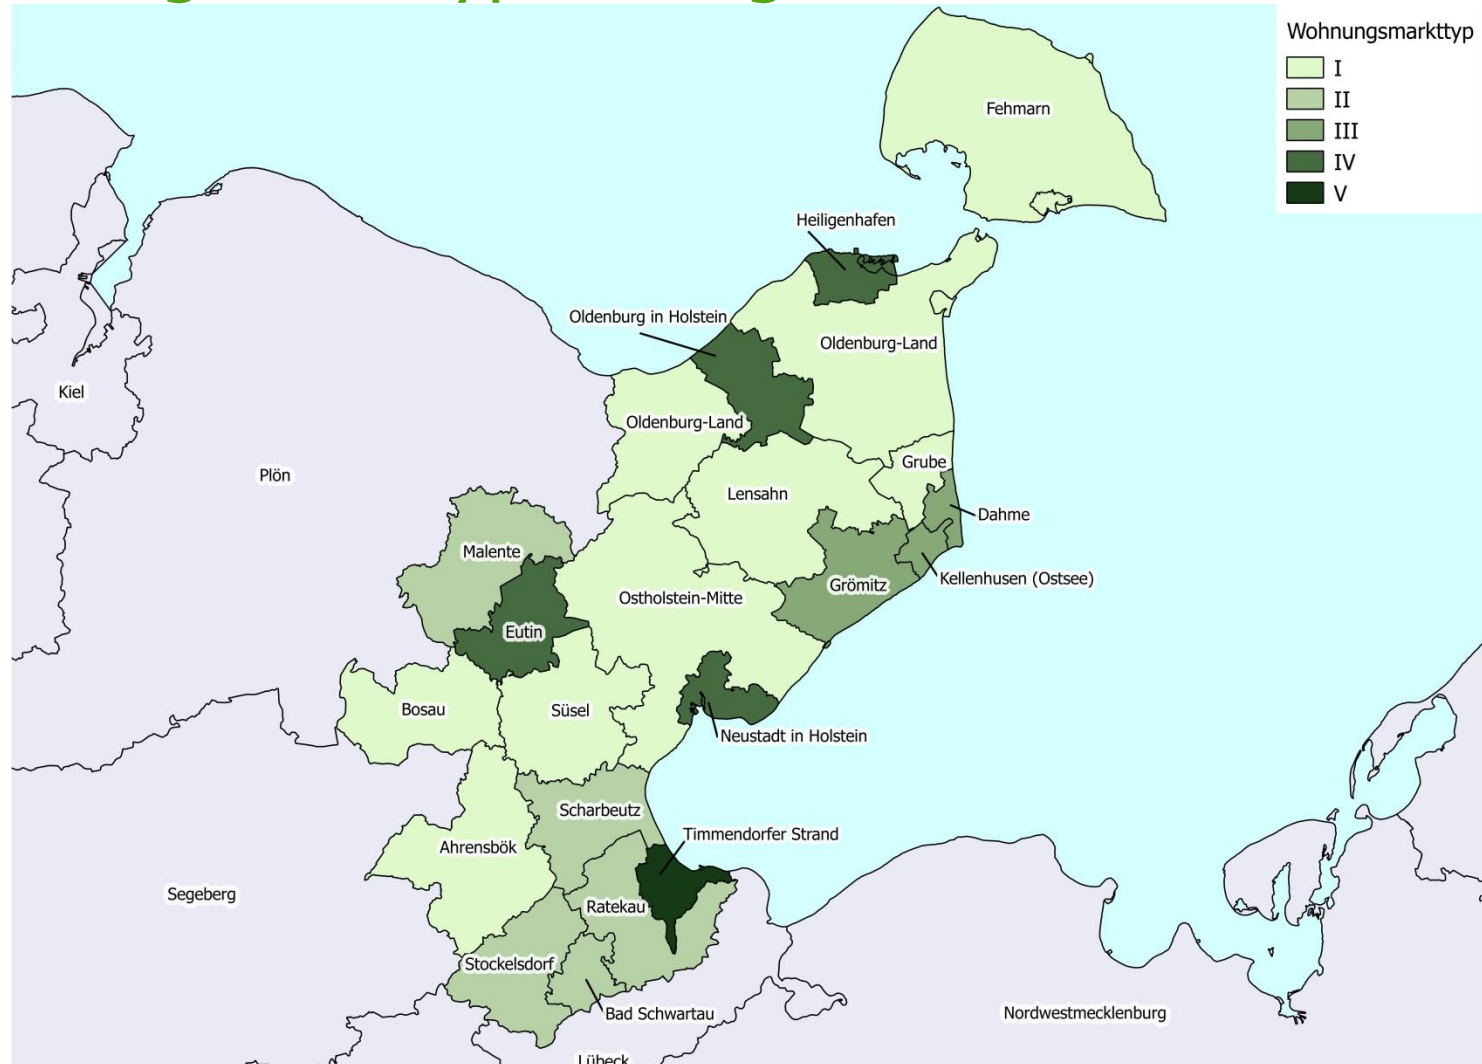 Wohnungsmarkttyp
I
II
III
IV
V
Fehmarn
Heiligenhafen
Oldenburg in Holstein
Oldenburg-Land
Kiel
Oldenburg-Land
Grube
Plön
Lensahn
Dahme
Malente
Kellenhusen (Ostsee)
Grömitz
Ostholstein-Mitte
Eutin
Bosau
Süsel
Neustadt in Holstein
Scharbeutz
Timmendorfer Strand
Ahrensbök
Segeberg
Ratekau
Stockelsdorf
Bad Schwartau
Nordwestmecklenburg
Lübeck